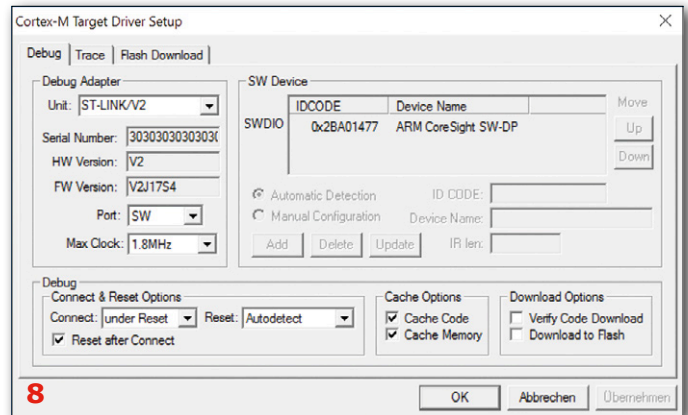 Cortex-M Target Driver Setup
Debug Trace Flash Download
Debug Adapter
Unit: ST-LINK/V2
Serial Number: 3030303030303(
HW Version: V2
FW Version: V2J17S4
Port: SW
Max Clock: 1.8MHz
SW Device
IDCODE Device Name
SWDIO 0x2BA01477 ARM CoreSight SW-DP
Move
Up
Down
Automatic Detection ID CODE:
Manual Configuration Device Name:
Add Delete Update IR len:
Debug
Connect & Reset Options
Connect: under Reset Reset: Autodetect
Reset after Connect
Cache Options
Cache Code
Cache Memory
Download Options
Verify Code Download
Download to Flash
8
OK Abbrechen Übernehmen